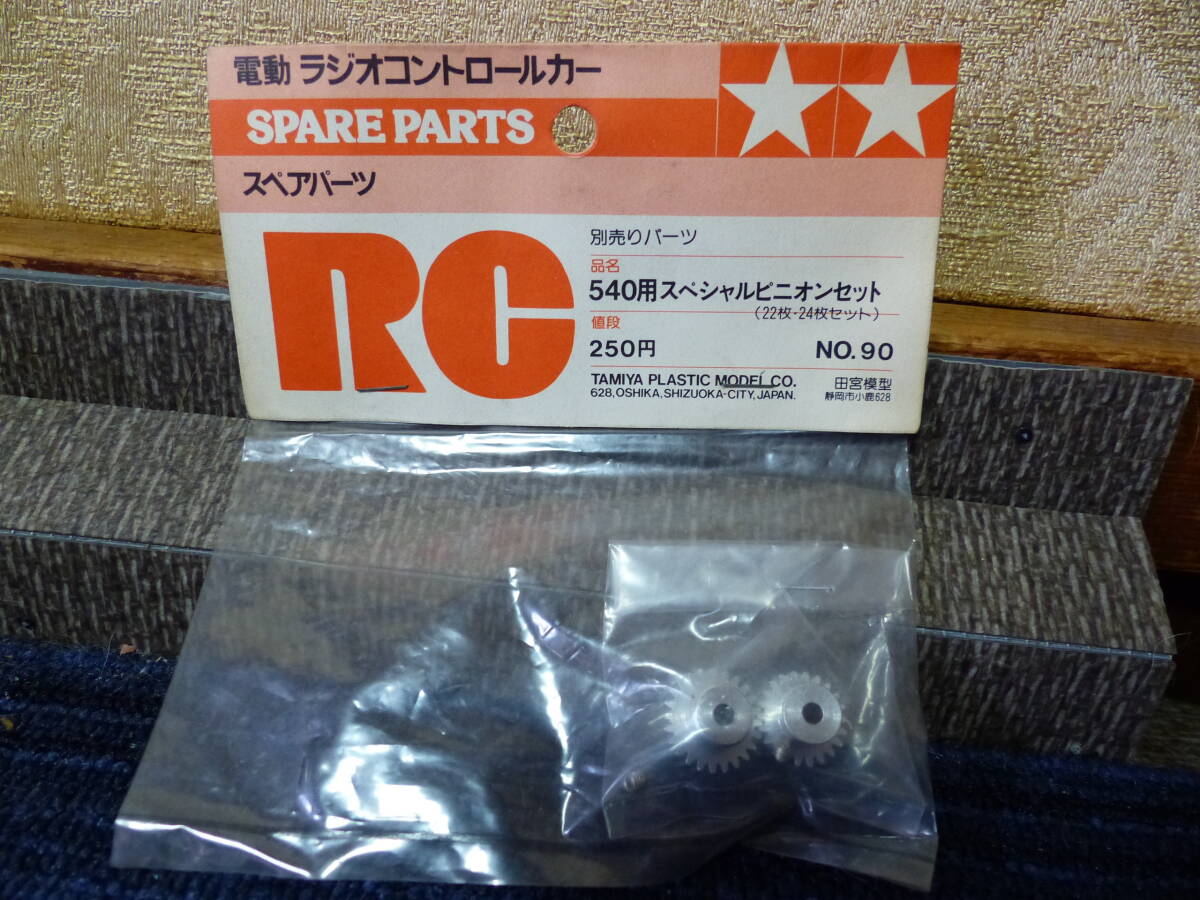 電動 ラジオコントロールカー
SPARE PARTS
スペアパーツ
RC
別売りパーツ
品名
540用スペシャルピニオンセット
(22枚・24枚セット)
値段
250円 NO.90
TAMIYA PLASTIC MODEL CO. 田宮模型
628, OSHIKA, SHIZUOKA-CITY, JAPAN. 静岡市小鹿628